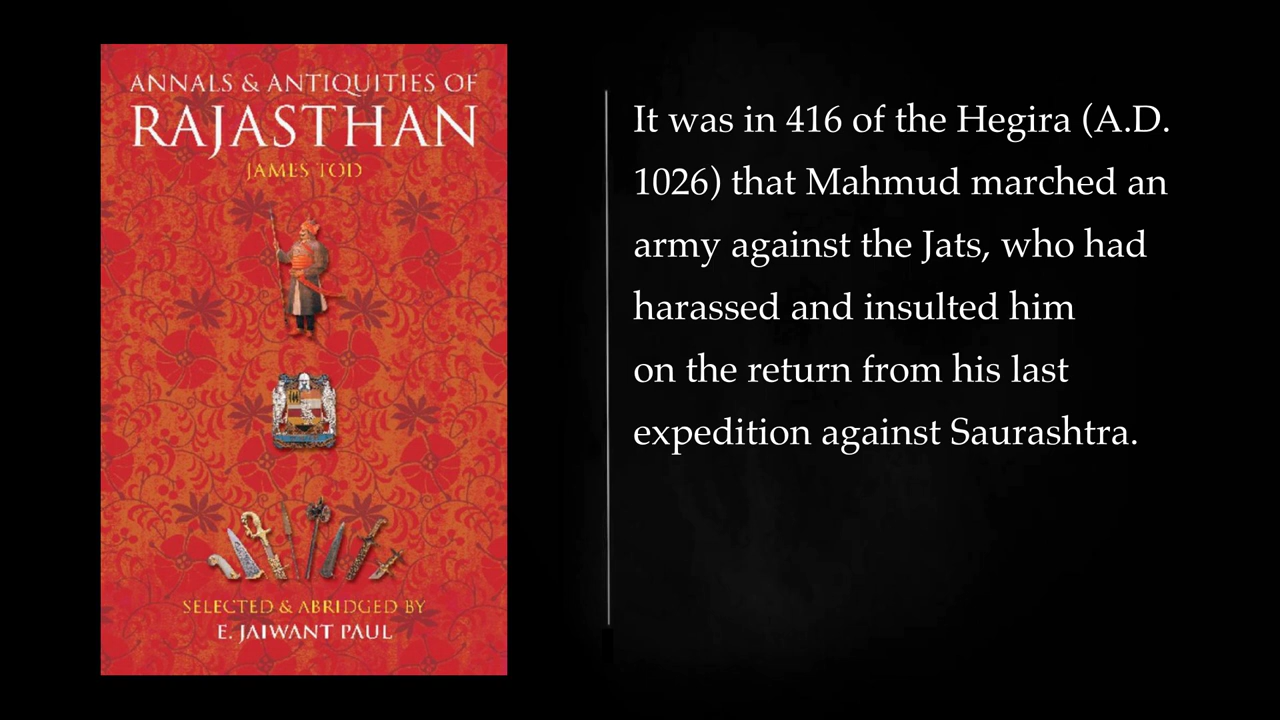 ANNALS & ANTIQUITIES OF
RAJASTHAN
JAMES TOD
SELECTED & ABRIDGED BY
E. JAIWANT PAUL
It was in 416 of the Hegira (A.D.
1026) that Mahmud marched an
army against the Jats, who had
harassed and insulted him
on the return from his last
expedition against Saurashtra.